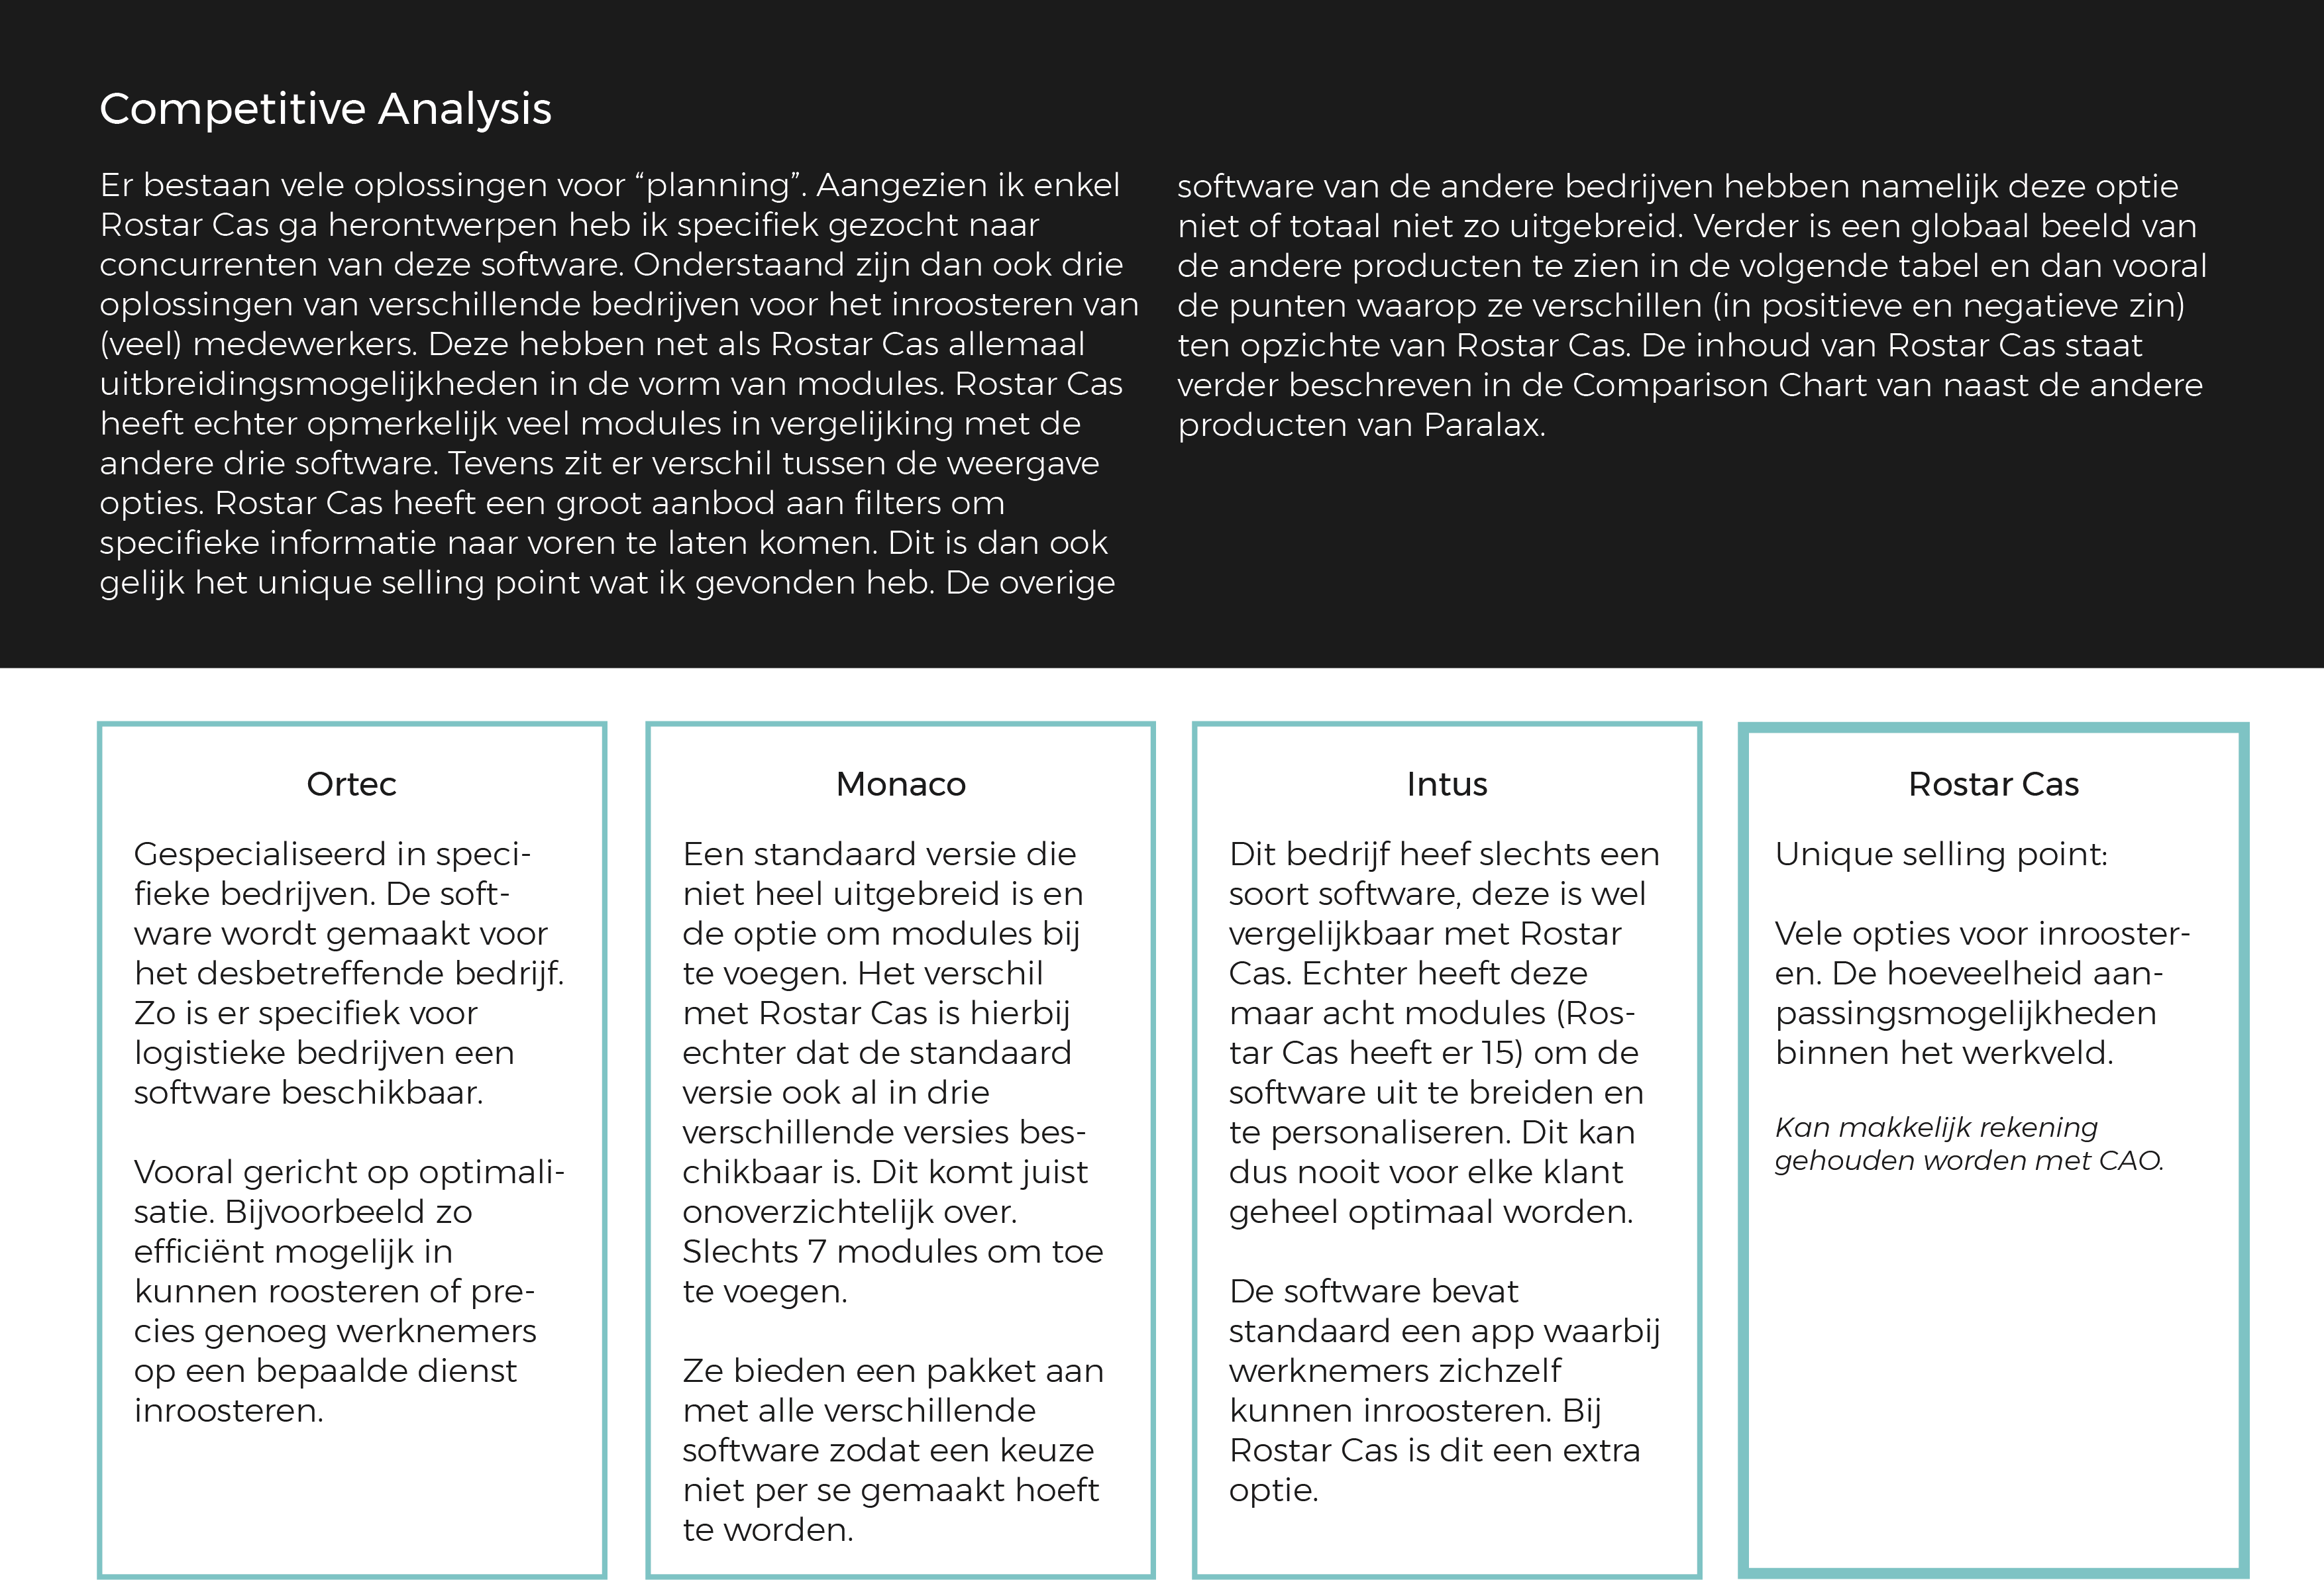 Competitive Analysis
Er bestaan vele oplossingen voor “planning”. Aangezien ik enkel
Rostar Cas ga herontwerpen heb ik specifiek gezocht naar
concurrenten van deze software. Onderstaand zijn dan ook drie
oplossingen van verschillende bedrijven voor het inroosteren van
(veel) medewerkers. Deze hebben net als Rostar Cas allemaal
uitbreidingsmogelijkheden in de vorm van modules. Rostar Cas
heeft echter opmerkelijk veel modules in vergelijking met de
andere drie software. Tevens zit er verschil tussen de weergave
opties. Rostar Cas heeft een groot aanbod aan filters om
specifieke informatie naar voren te laten komen. Dit is dan ook
gelijk het unique selling point wat ik gevonden heb. De overige
software van de andere bedrijven hebben namelijk deze optie
niet of totaal niet zo uitgebreid. Verder is een globaal beeld van
de andere producten te zien in de volgende tabel en dan vooral
de punten waarop ze verschillen (in positieve en negatieve zin)
ten opzichte van Rostar Cas. De inhoud van Rostar Cas staat
verder beschreven in de Comparison Chart van naast de andere
producten van Paralax.
Ortec
Gespecialiseerd in speci-
fieke bedrijven. De soft-
ware wordt gemaakt voor
het desbetreffende bedrijf.
Zo is er specifiek voor
logistieke bedrijven een
software beschikbaar.
Vooral gericht op optimali-
satie. Bijvoorbeeld zo
efficiënt mogelijk in
kunnen roosteren of pre-
cies genoeg werknemers
op een bepaalde dienst
inroosteren.
Monaco
Een standaard versie die
niet heel uitgebreid is en
de optie om modules bij
te voegen. Het verschil
met Rostar Cas is hierbij
echter dat de standaard
versie ook al in drie
verschillende versies bes-
chikbaar is. Dit komt juist
onoverzichtelijk over.
Slechts 7 modules om toe
te voegen.
Ze bieden een pakket aan
met alle verschillende
software zodat een keuze
niet per se gemaakt hoeft
te worden.
Intus
Dit bedrijf heef slechts een
soort software, deze is wel
vergelijkbaar met Rostar
Cas. Echter heeft deze
maar acht modules (Ros-
tar Cas heeft er 15) om de
software uit te breiden en
te personaliseren. Dit kan
dus nooit voor elke klant
geheel optimaal worden.
De software bevat
standaard een app waarbij
werknemers zichzelf
kunnen inroosteren. Bij
Rostar Cas is dit een extra
optie.
Rostar Cas
Unique selling point:
Vele opties voor inrooster-
en. De hoeveelheid aan-
passingsmogelijkheden
binnen het werkveld.
Kan makkelijk rekening
gehouden worden met CAO.